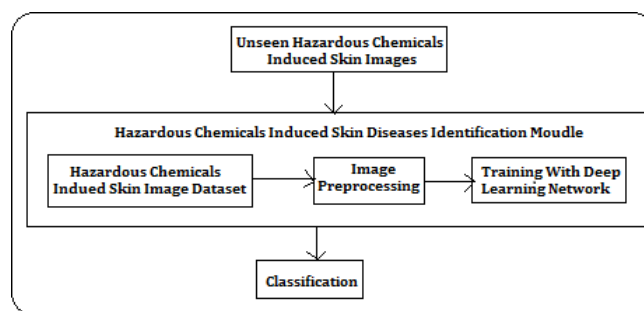 Unseen Hazardous Chemicals
Induced Skin Images
Hazardous Chemicals Induced Skin Diseases Identification Moudle
Hazardous Chemicals
Indued Skin Image Dataset
Image
Preprocessing
Training With Deep
Learning Network
Classification